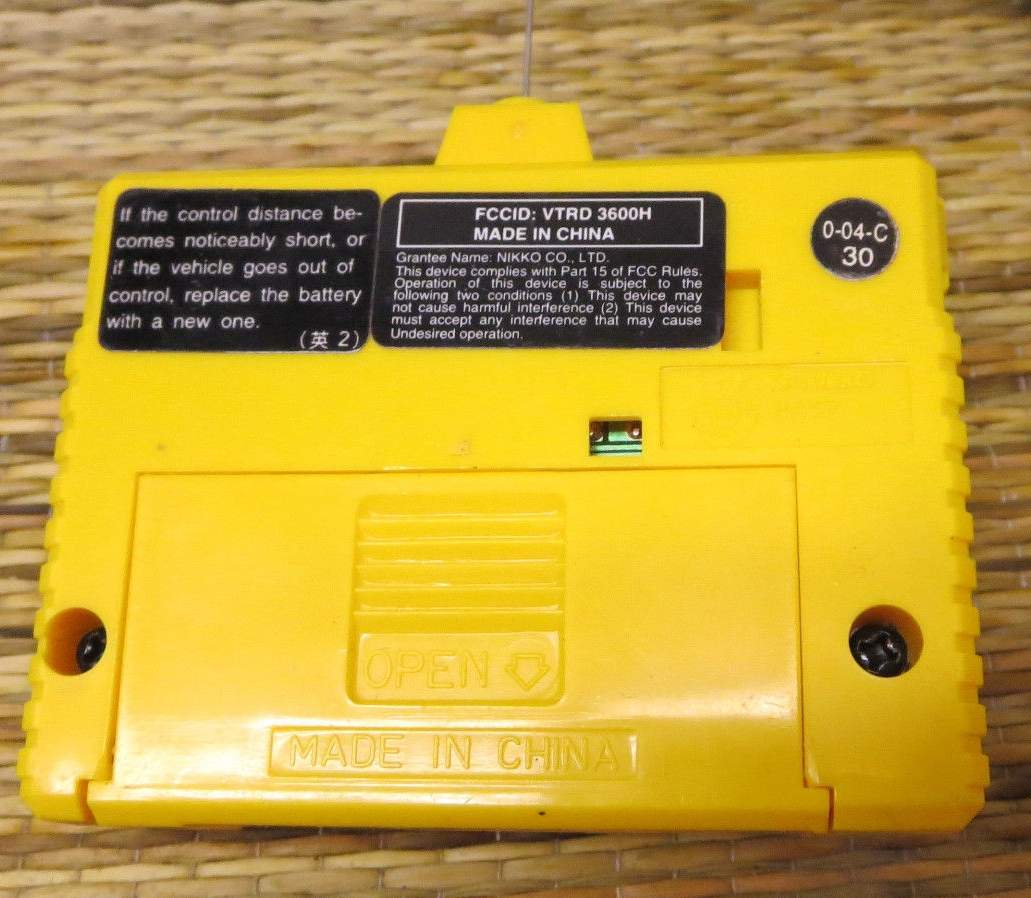 If the control distance be-
comes noticeably short, or
if the vehicle goes out of
control, replace the battery
with a new one.
(英 2)
FCCID: VTRD 3600H
MADE IN CHINA
Grantee Name: NIKKO CO., LTD.
This device complies with Part 15 of FCC Rules.
Operation of this device is subject to the
following two conditions (1) This device may
not cause harmful interference (2) This device
must accept any interference that may cause
Undesired operation.
0-04-C
30
OPEN
MADE IN CHINA